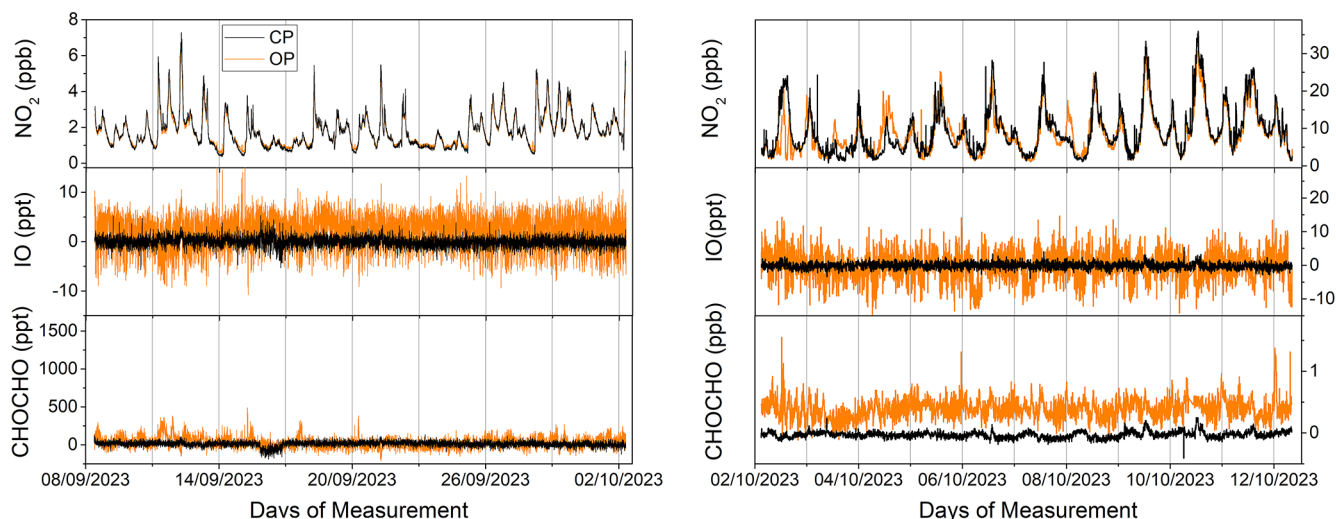 NO2 (ppb)
8
6
4
2
0
CP
OP
IO (ppt)
10
0
-10
CHOCHO (ppt)
1500
1000
500
0
08/09/2023 14/09/2023 20/09/2023 26/09/2023 02/10/2023
Days of Measurement
NO2 (ppb)
30
20
10
0
IO(ppt)
20
10
0
-10
CHOCHO (ppb)
1
0
02/10/2023 04/10/2023 06/10/2023 08/10/2023 10/10/2023 12/10/2023
Days of Measurement